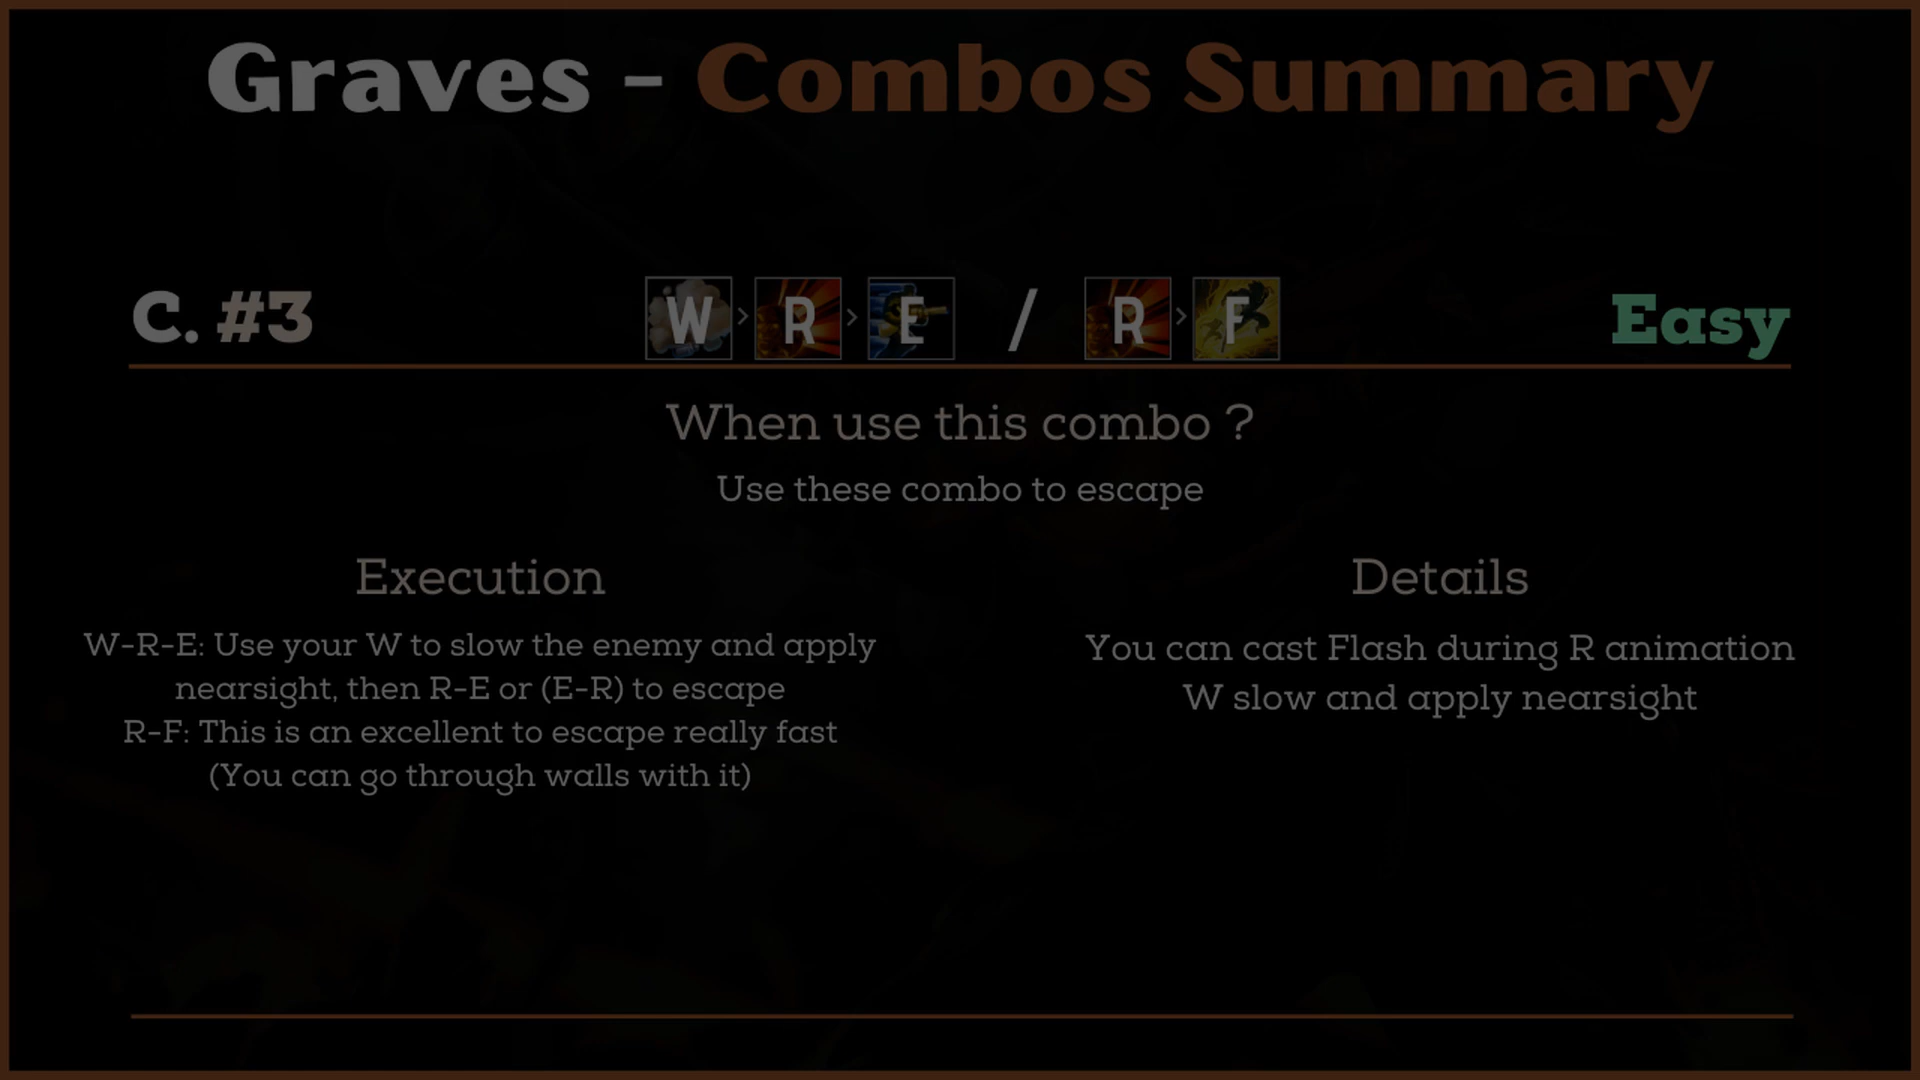 Graves - Combos Summary
C. #3 W > R > E / R > F Easy
When use this combo ?
Use these combo to escape
Execution
W-R-E: Use your W to slow the enemy and apply
nearsight, then R-E or (E-R) to escape
R-F: This is an excellent to escape really fast
(You can go through walls with it)
Details
You can cast Flash during R animation
W slow and apply nearsight